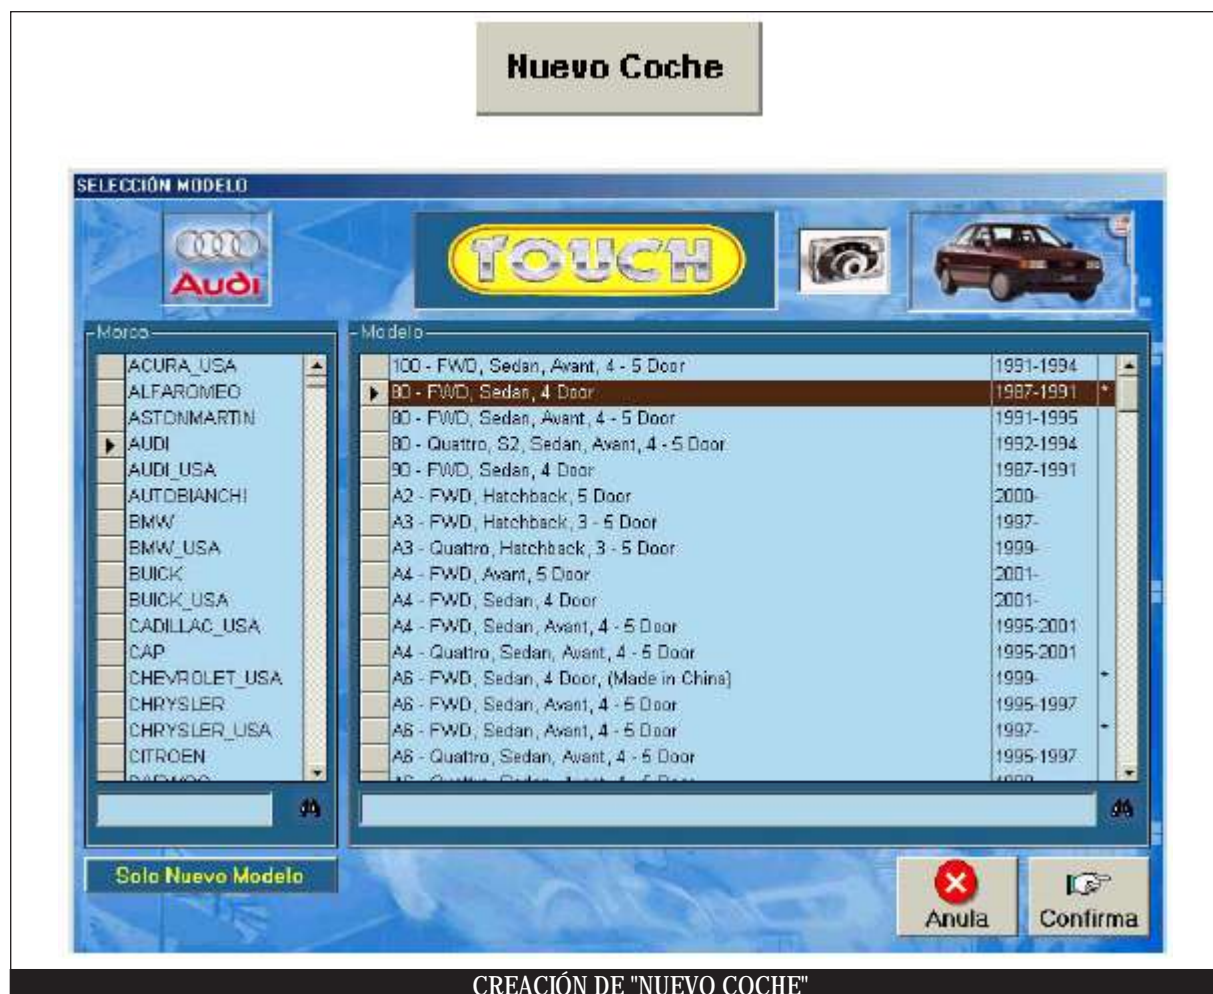 Nuevo Coche
SELECCIÓN MODELO
Audi
TOUCH
Marca
ACURA_USA
ALFAROMEO
ASTONMARTIN
AUDI
AUDI_USA
AUTOBIANCHI
BMW
BMW_USA
BUICK
BUICK_USA
CADILLAC_USA
CAP
CHEVROLET_USA
CHRYSLER
CHRYSLER_USA
CITROEN
Modelo
100 - FWD, Sedan, Avant, 4 - 5 Door 1991-1994
80 - FWD, Sedan, 4 Door 1987-1991 *
80 - FWD, Sedan, Avant, 4 - 5 Door 1991-1995
80 - Quattro, S2, Sedan, Avant, 4 - 5 Door 1992-1994
90 - FWD, Sedan, 4 Door 1987-1991
A2 - FWD, Hatchback, 5 Door 2000-
A3 - FWD, Hatchback, 3 - 5 Door 1997-
A3 - Quattro, Hatchback, 3 - 5 Door 1999-
A4 - FWD, Avant, 5 Door 2001-
A4 - FWD, Sedan, 4 Door 2001-
A4 - FWD, Sedan, Avant, 4 - 5 Door 1995-2001
A4 - Quattro, Sedan, Avant, 4 - 5 Door 1995-2001
A6 - FWD, Sedan, 4 Door, (Made in China) 1999- *
A6 - FWD, Sedan, Avant, 4 - 5 Door 1995-1997
A6 - FWD, Sedan, Avant, 4 - 5 Door 1997- *
A6 - Quattro, Sedan, Avant, 4 - 5 Door 1995-1997
Solo Nuevo Modelo
Anula
Confirma
CREACIÓN DE "NUEVO COCHE"